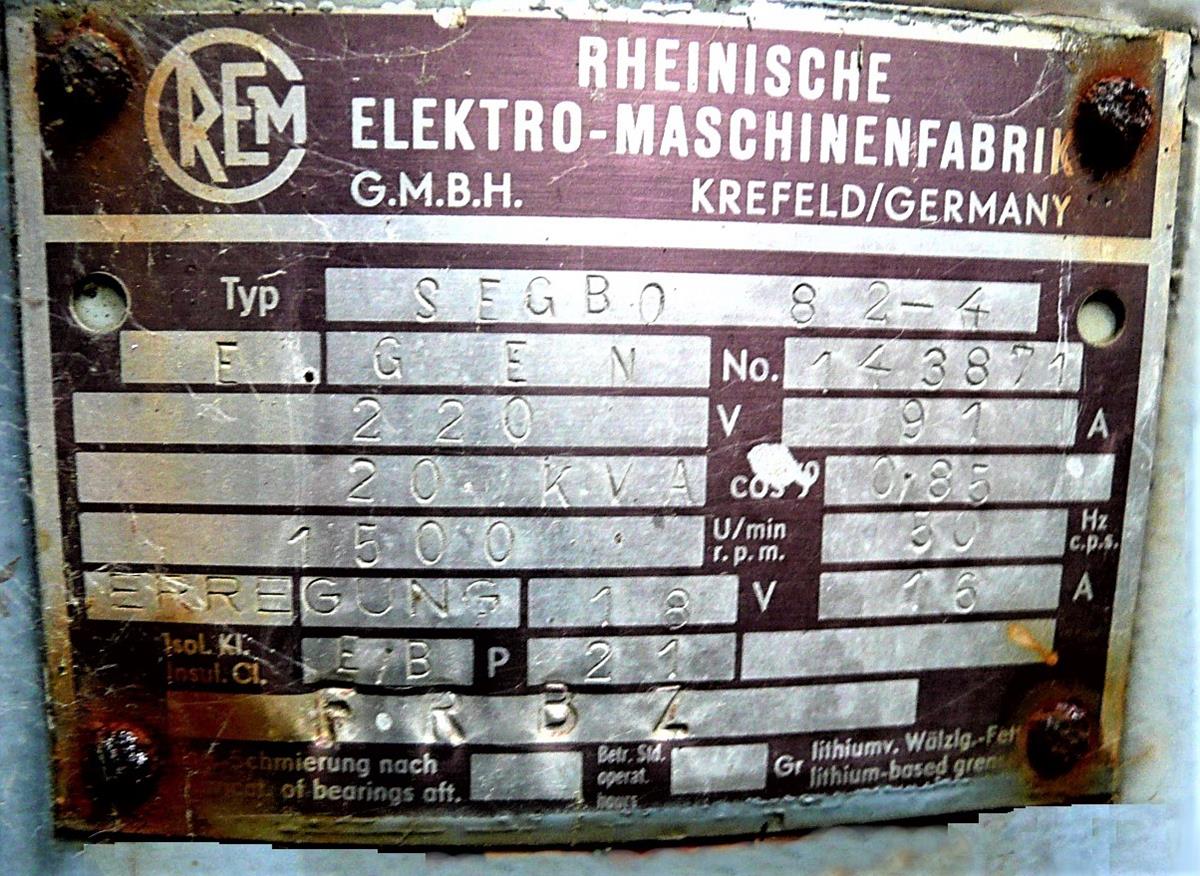 REM
RHEINISCHE
ELEKTRO-MASCHINENFABRIK
G.M.B.H. KREFELD/GERMANY
Typ SEGBO 82-4
E. GEN No. 143871
220 V 91 A
20 KVA cos φ 0,85
1500 U/min r.p.m. 50 Hz c.p.s.
ERREGUNG 18 V 16 A
Isol. Kl. Insul. Cl. E/B P 21
F.RBZ
Schmierung nach Betr. Std. Gr lithiumv. Wälzlg.-Fett
of bearings aft. operat. hours lithium-based